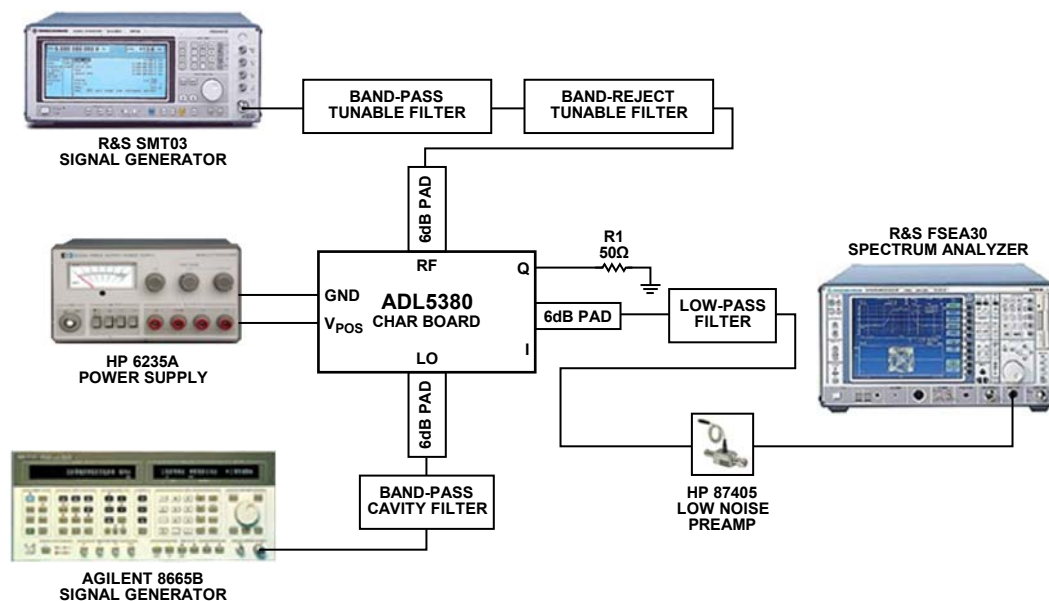 BAND-PASS
TUNABLE FILTER
BAND-REJECT
TUNABLE FILTER
R&S SMT03
SIGNAL GENERATOR
6dB PAD
R&S FSEA30
SPECTRUM ANALYZER
R1
50Ω
RF
Q
GND
ADL5380
CHAR BOARD
6dB PAD
LOW-PASS
FILTER
VPOS
I
LO
HP 6235A
POWER SUPPLY
6dB PAD
HP 87405
LOW NOISE
PREAMP
BAND-PASS
CAVITY FILTER
AGILENT 8665B
SIGNAL GENERATOR